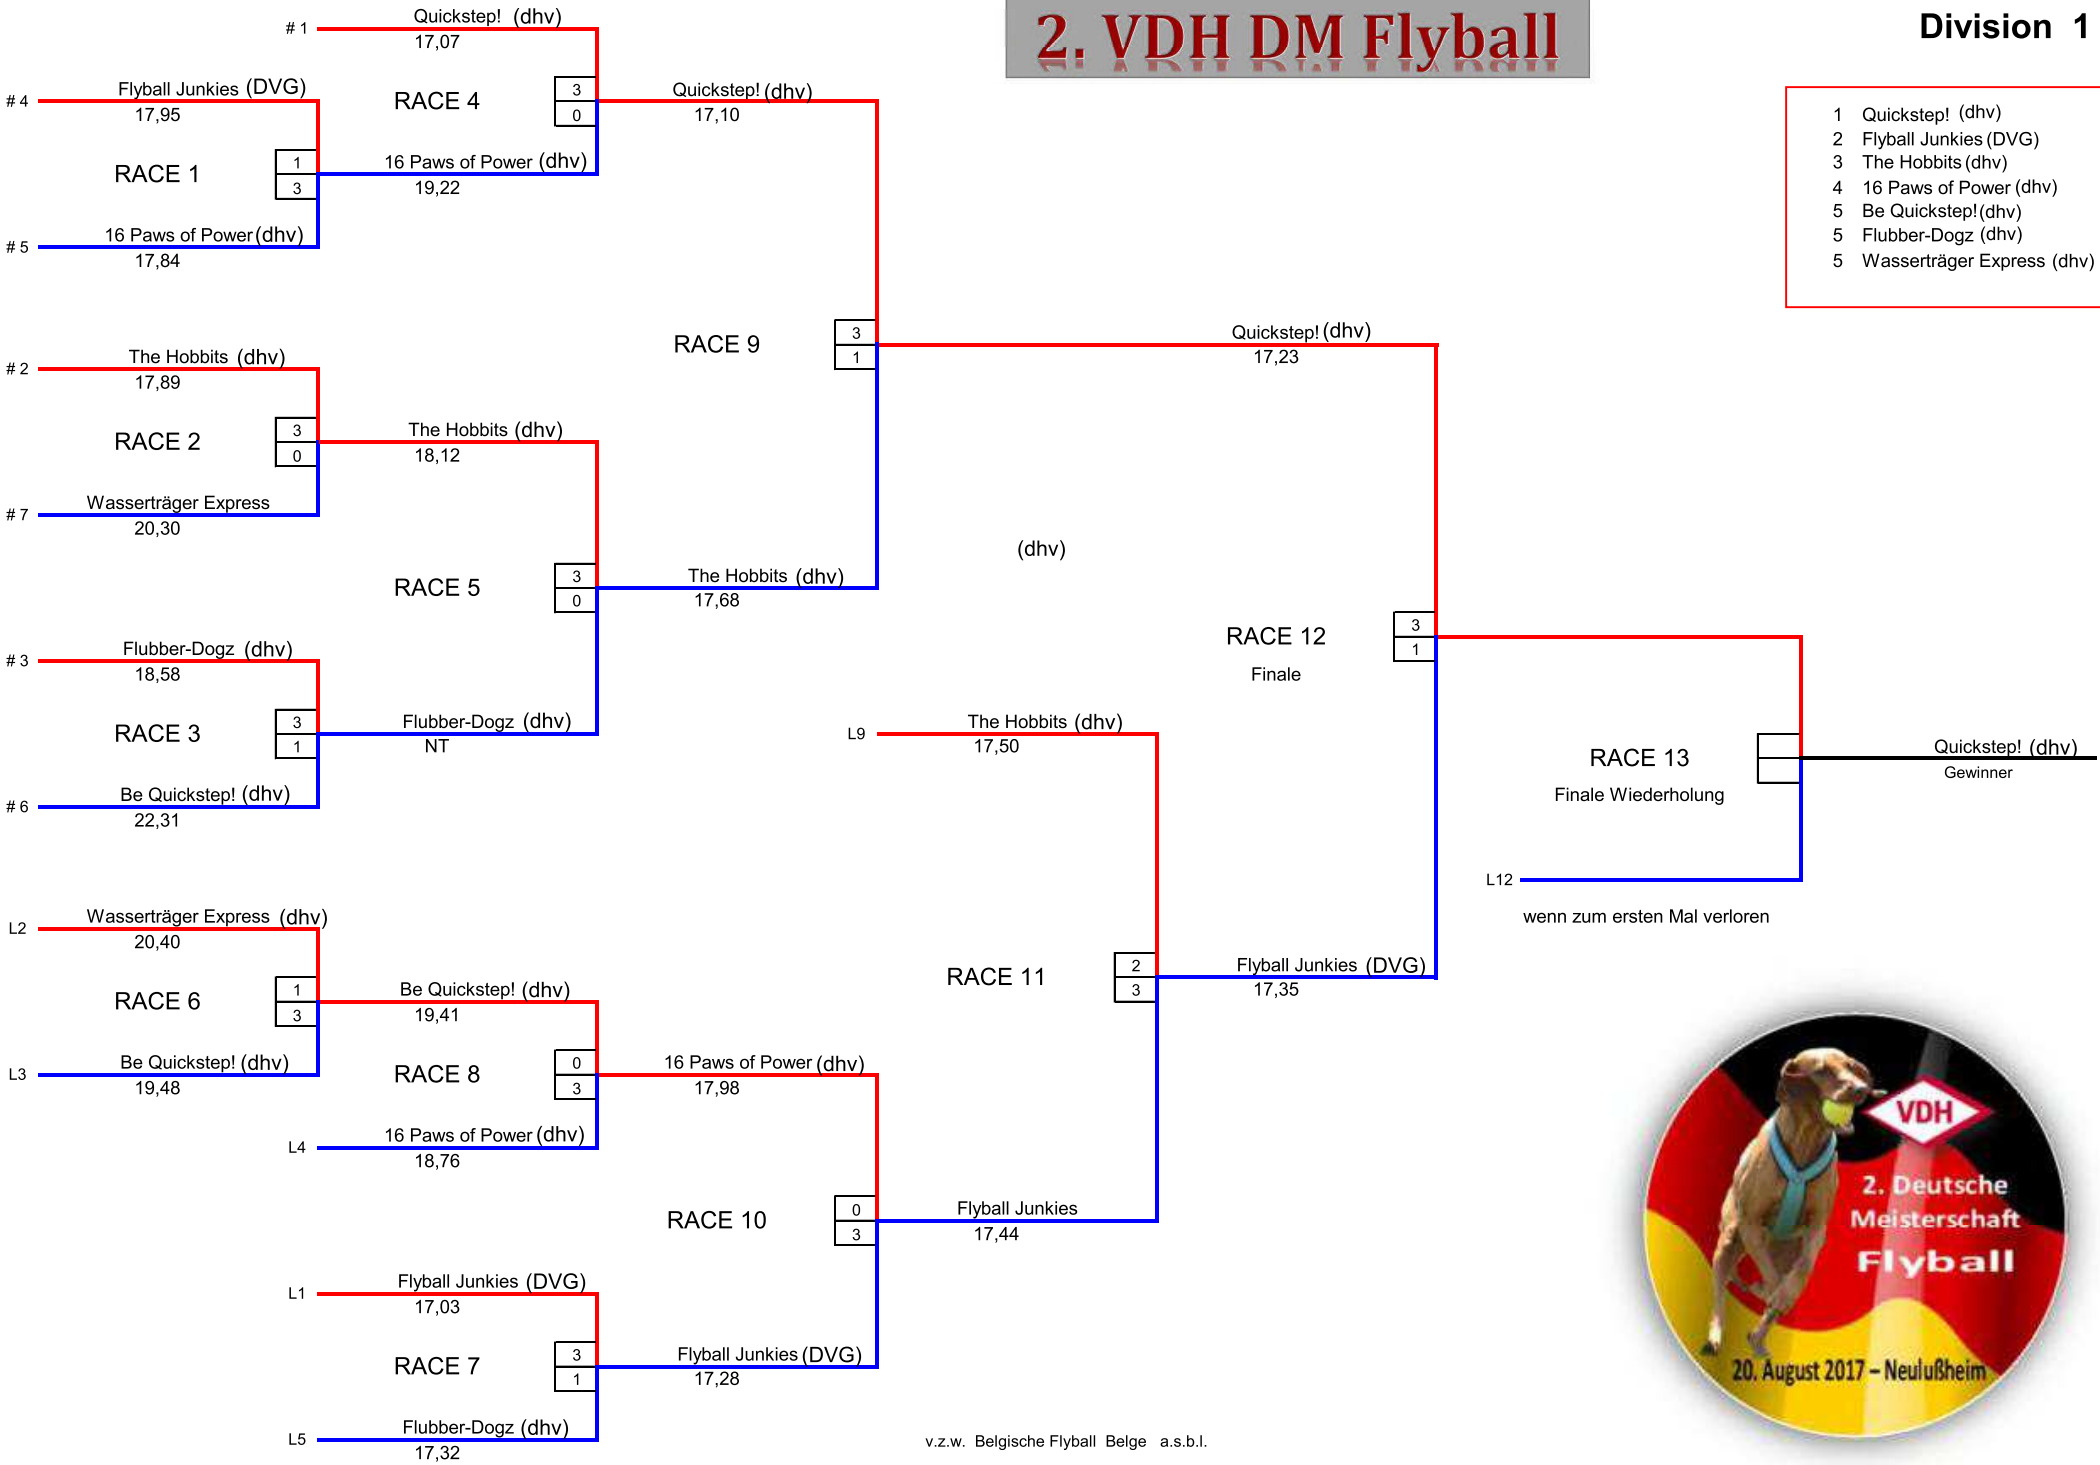 2. VDH DM Flyball
Division 1
1 Quickstep! (dhv)
2 Flyball Junkies (DVG)
3 The Hobbits (dhv)
4 16 Paws of Power (dhv)
5 Be Quickstep! (dhv)
5 Flubber-Dogz (dhv)
5 Wasserträger Express (dhv)
# 1 Quickstep! (dhv)
17,07
# 4 Flyball Junkies (DVG)
17,95
RACE 4
3
0
Quickstep! (dhv)
17,10
RACE 1
1
3
16 Paws of Power (dhv)
19,22
# 5 16 Paws of Power (dhv)
17,84
RACE 9
3
1
Quickstep! (dhv)
17,23
# 2 The Hobbits (dhv)
17,89
RACE 2
3
0
The Hobbits (dhv)
18,12
# 7 Wasserträger Express
20,30
(dhv)
RACE 5
3
0
The Hobbits (dhv)
17,68
# 3 Flubber-Dogz (dhv)
18,58
RACE 3
3
1
Flubber-Dogz (dhv)
NT
# 6 Be Quickstep! (dhv)
22,31
RACE 12
Finale
3
1
L9 The Hobbits (dhv)
17,50
RACE 13
Finale Wiederholung
Quickstep! (dhv)
Gewinner
L12
wenn zum ersten Mal verloren
L2 Wasserträger Express (dhv)
20,40
RACE 6
1
3
Be Quickstep! (dhv)
19,41
L3 Be Quickstep! (dhv)
19,48
RACE 8
0
3
16 Paws of Power (dhv)
17,98
L4 16 Paws of Power (dhv)
18,76
RACE 11
2
3
Flyball Junkies (DVG)
17,35
RACE 10
0
3
Flyball Junkies
17,44
L1 Flyball Junkies (DVG)
17,03
RACE 7
3
1
Flyball Junkies (DVG)
17,28
L5 Flubber-Dogz (dhv)
17,32
v.z.w. Belgische Flyball Belge a.s.b.l.
VDH
2. Deutsche
Meisterschaft
Flyball
20. August 2017 – Neulußheim